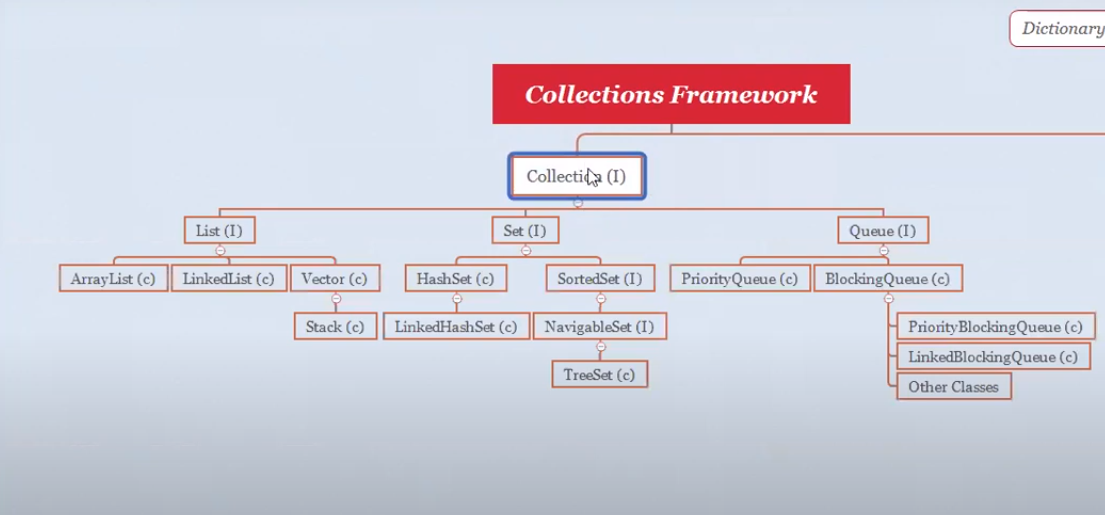 Dictionary
Collections Framework
Collection (I)
List (I)
Set (I)
Queue (I)
ArrayList (c)
LinkedList (c)
Vector (c)
HashSet (c)
SortedSet (I)
PriorityQueue (c)
BlockingQueue (c)
Stack (c)
LinkedHashSet (c)
NavigableSet (I)
PriorityBlockingQueue (c)
LinkedBlockingQueue (c)
TreeSet (c)
Other Classes